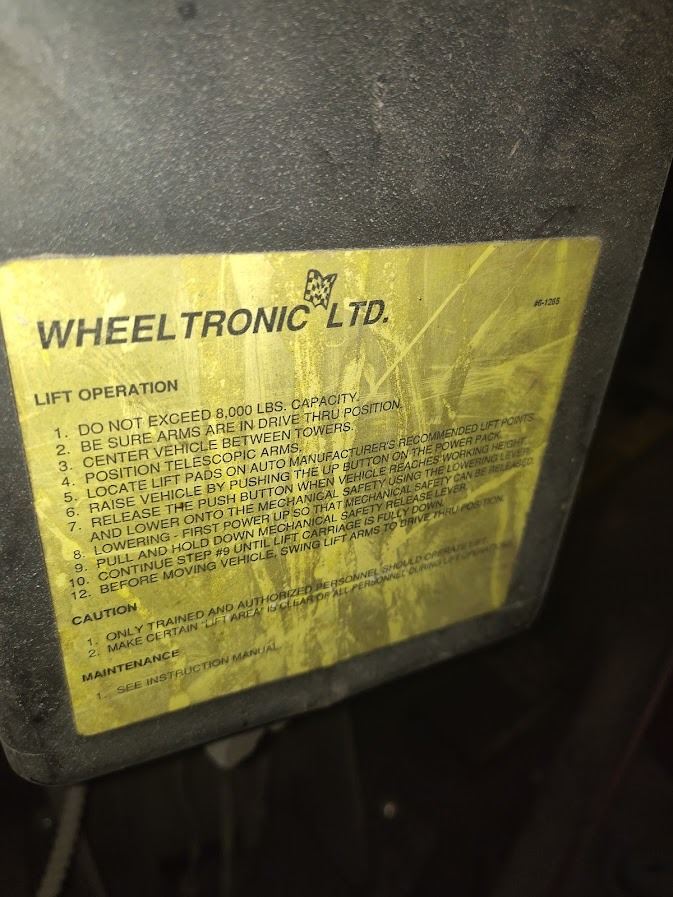 WHEELTRONIC LTD.
#6-1265
LIFT OPERATION
1. DO NOT EXCEED 8,000 LBS. CAPACITY.
2. BE SURE ARMS ARE IN DRIVE THRU POSITION.
3. CENTER VEHICLE BETWEEN TOWERS.
4. POSITION TELESCOPIC ARMS.
5. LOCATE LIFT PADS ON AUTO MANUFACTURER'S RECOMMENDED LIFT POINTS.
6. RAISE VEHICLE BY PUSHING THE UP BUTTON ON THE POWER PACK.
7. RELEASE THE PUSH BUTTON WHEN VEHICLE REACHES WORKING HEIGHT
AND LOWER ONTO THE MECHANICAL SAFETY USING THE LOWERING LEVER.
8. LOWERING - FIRST POWER UP SO THAT MECHANICAL SAFETY CAN BE RELEASED.
9. PULL AND HOLD DOWN MECHANICAL SAFETY RELEASE LEVER.
10. CONTINUE STEP #9 UNTIL LIFT CARRIAGE IS FULLY DOWN.
12. BEFORE MOVING VEHICLE, SWING LIFT ARMS TO DRIVE THRU POSITION.
CAUTION
1. ONLY TRAINED AND AUTHORIZED PERSONNEL SHOULD OPERATE LIFT.
2. MAKE CERTAIN "LIFT AREA" IS CLEAR OF ALL PERSONNEL DURING LIFT OPERATION.
MAINTENANCE
1. SEE INSTRUCTION MANUAL.